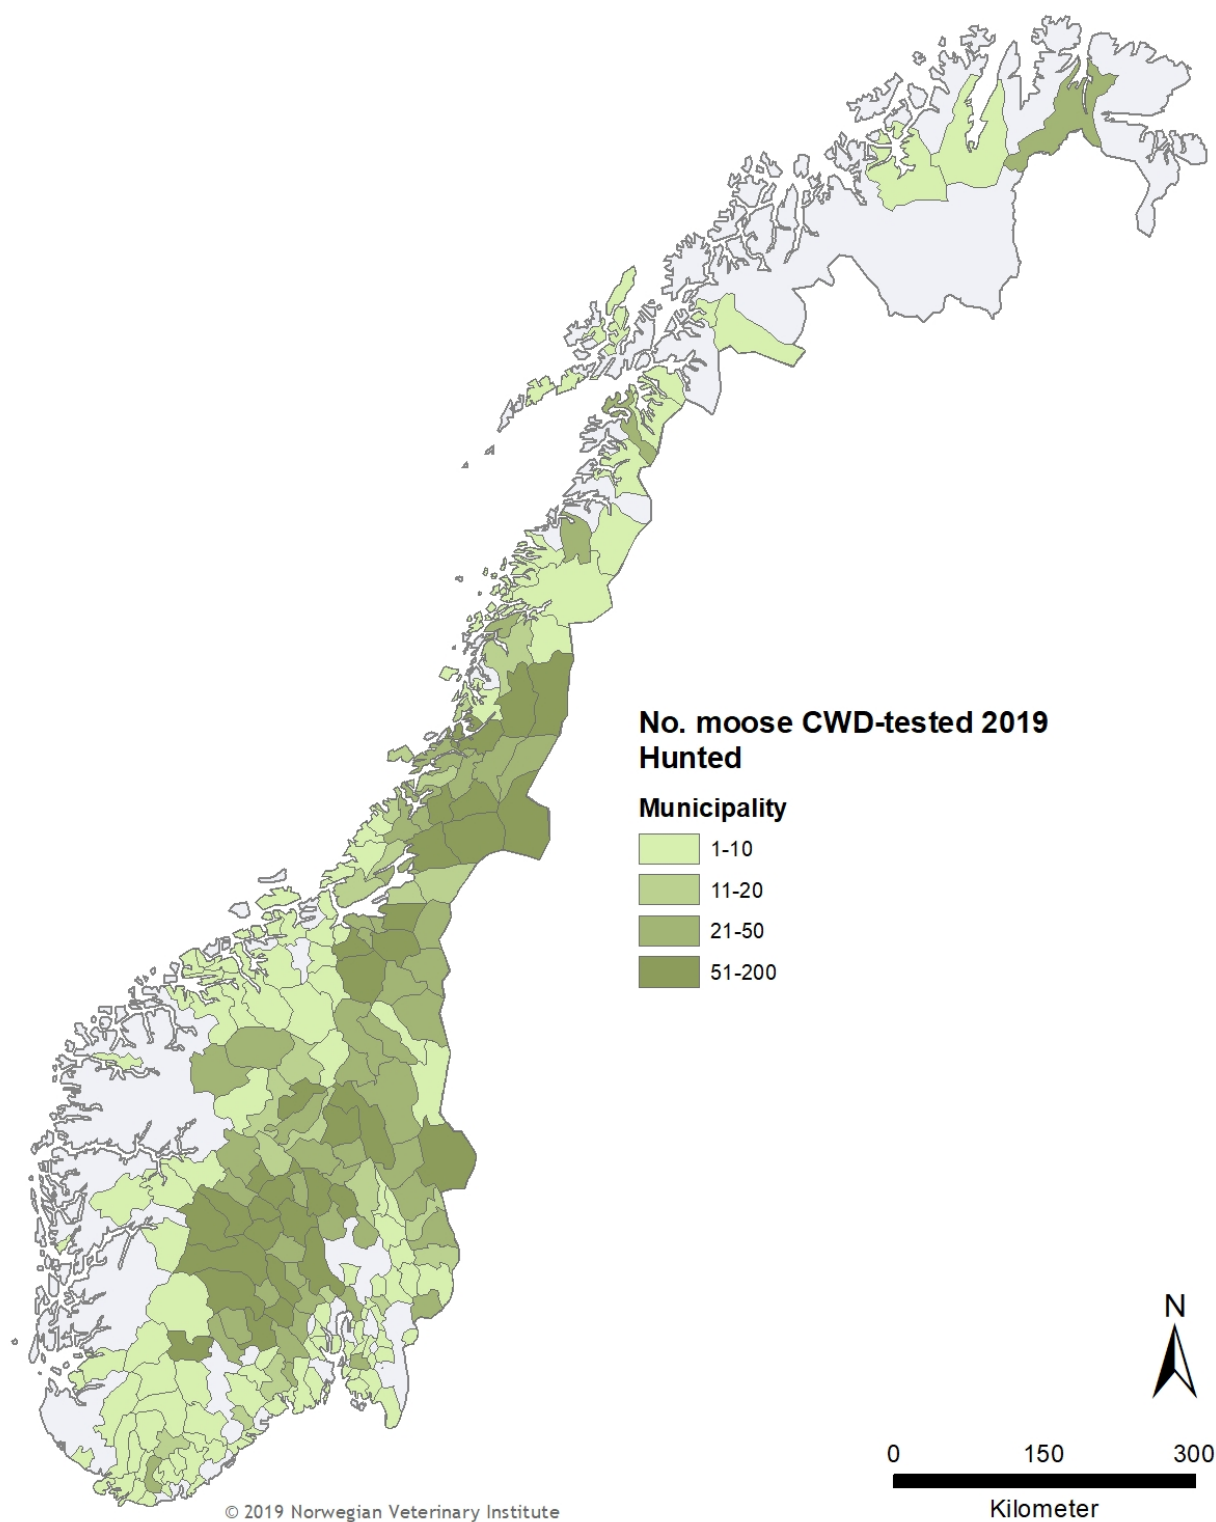 No. moose CWD-tested 2019
Hunted
Municipality
1-10
11-20
21-50
51-200
N
0 150 300
Kilometer
© 2019 Norwegian Veterinary Institute